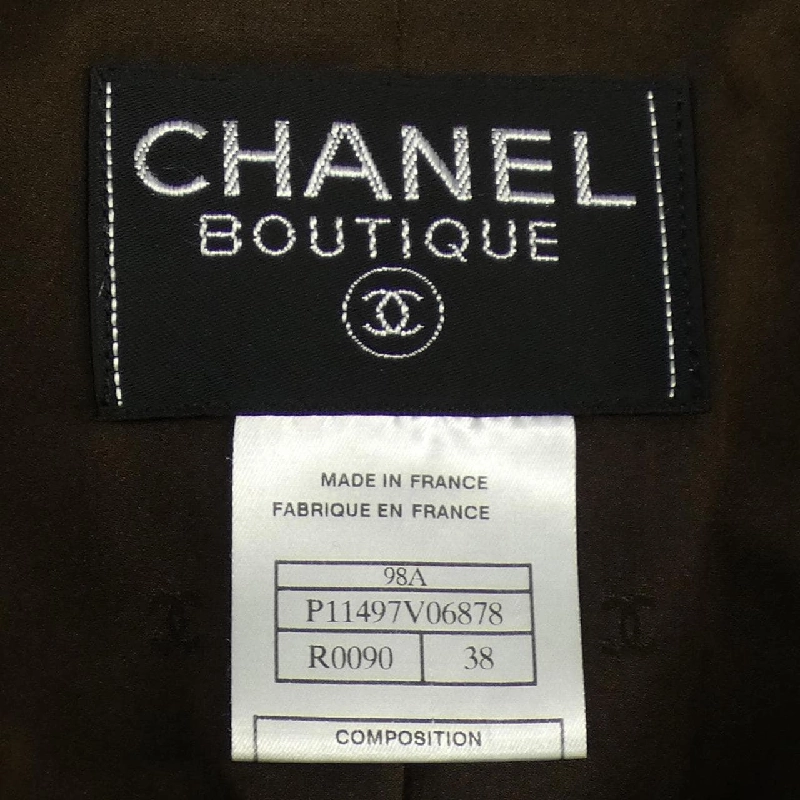 CHANEL
BOUTIQUE
MADE IN FRANCE
FABRIQUE EN FRANCE
98A
P11497V06878
R0090 38
COMPOSITION